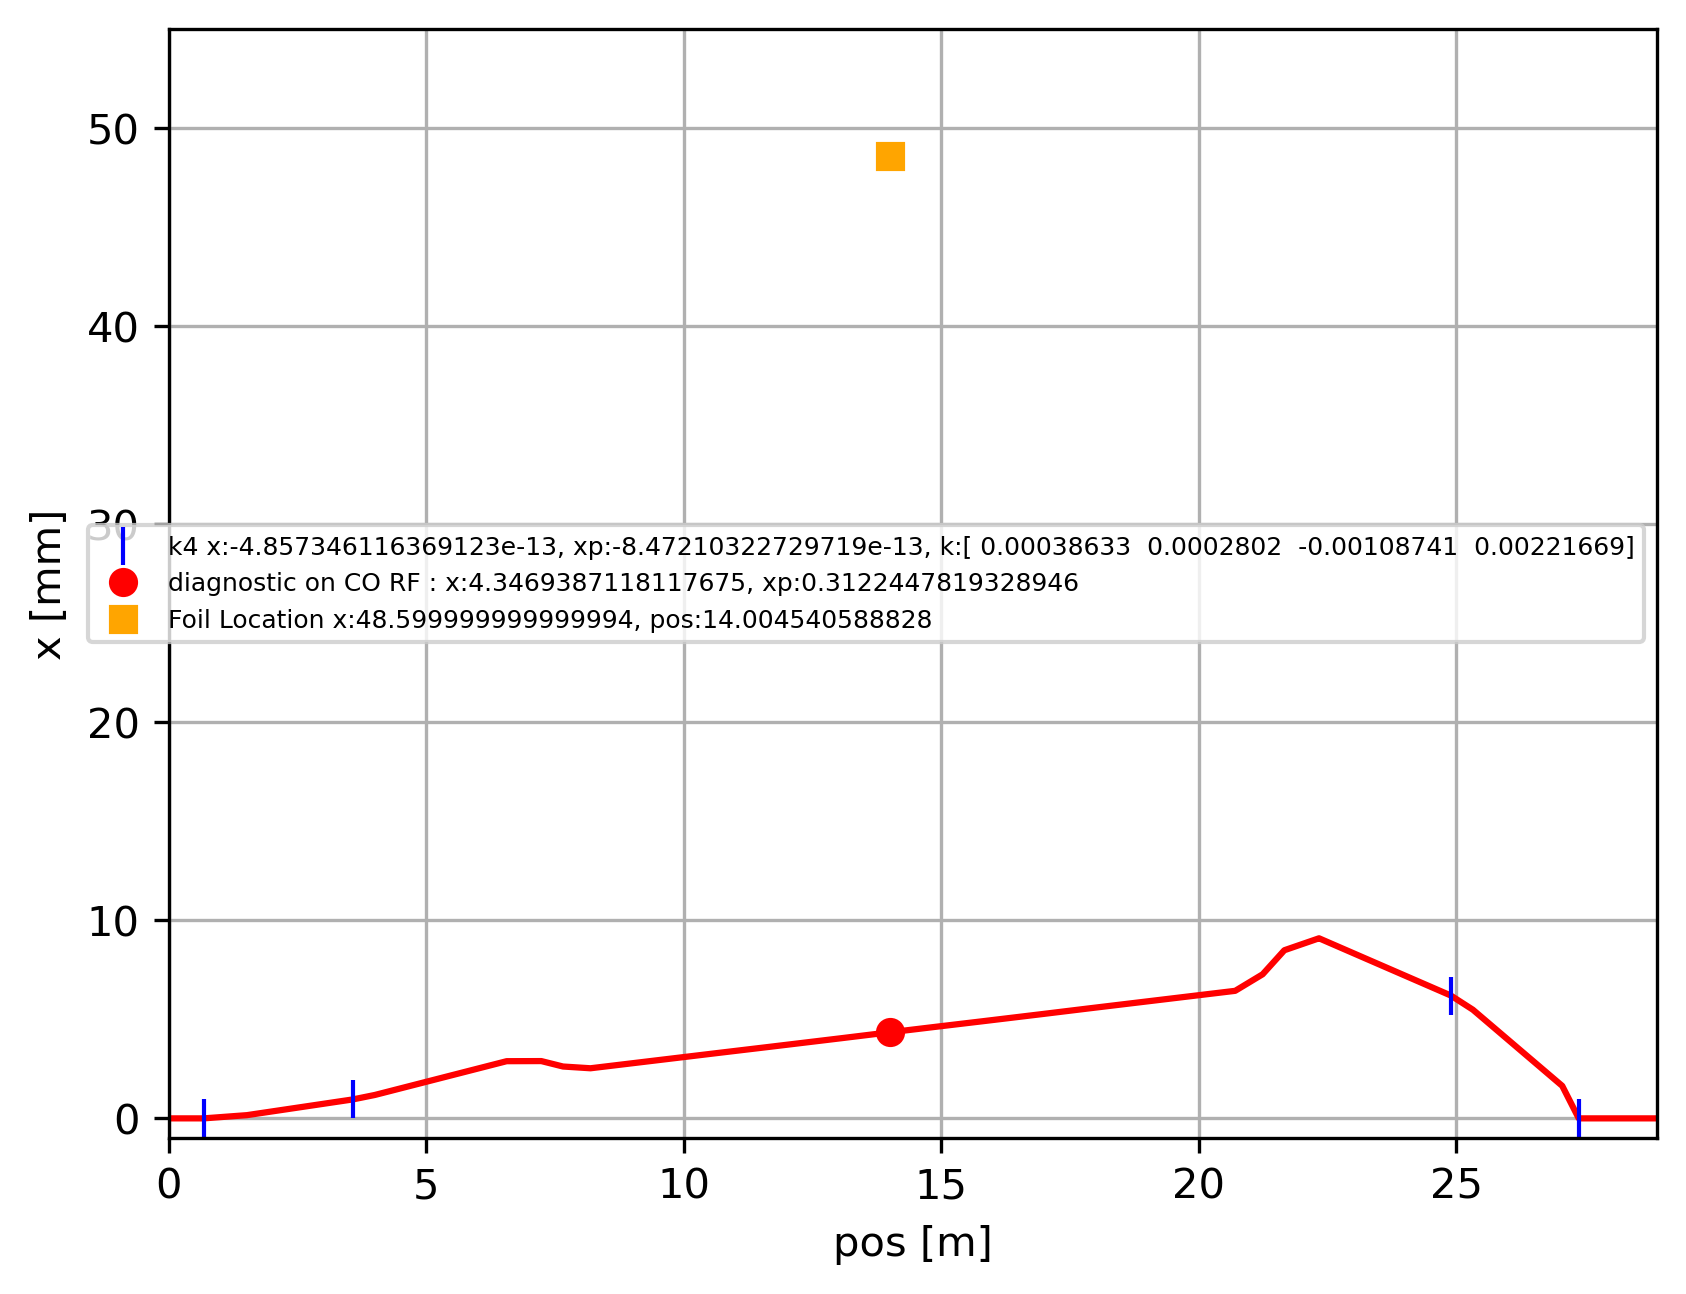 50
40
30
20
10
0
x [mm]
k4 x:-4.857346116369123e-13, xp:-8.47210322729719e-13, k:[ 0.00038633  0.0002802  -0.00108741  0.00221669]
diagnostic on CO RF : x:4.3469387118117675, xp:0.3122447819328946
Foil Location x:48.599999999999994, pos:14.004540588828
0 5 10 15 20 25
pos [m]